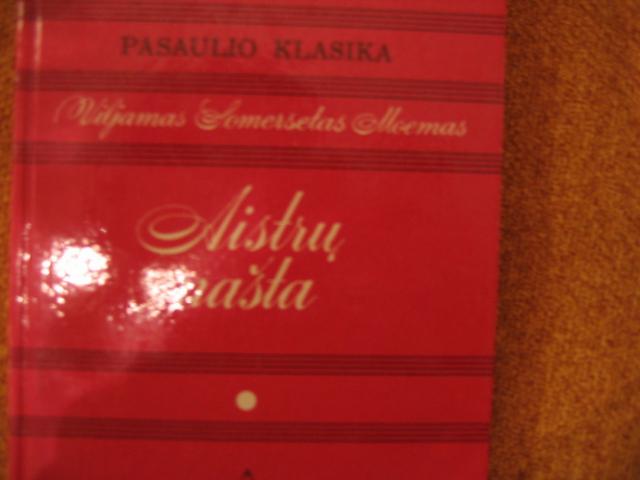 PASAULIO KLASIKA
Viljamas Somersetas Moemas
Aistrų
našta